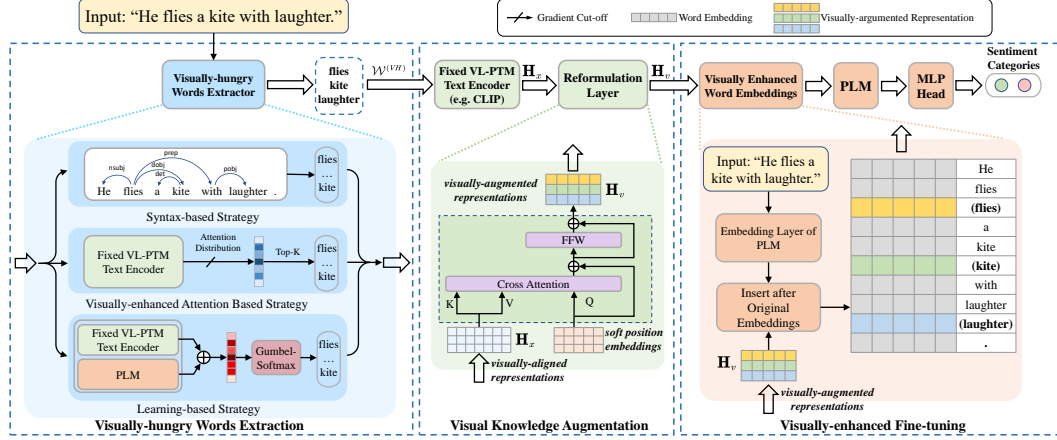 Input: “He flies a kite with laughter.”
Gradient Cut-off
Word Embedding
Visually-argumented Representation
Visually-hungry
Words Extractor
flies
kite
laughter
𝒲(VH)
Fixed VL-PTM
Text Encoder
(e.g. CLIP)
Hx
Reformulation
Layer
Hv
Visually Enhanced
Word Embeddings
PLM
MLP
Head
Sentiment
Categories
nsubj
prep
dobj
det
pobj
He flies a kite with laughter .
flies
...
kite
Syntax-based Strategy
Fixed VL-PTM
Text Encoder
Attention
Distribution
Top-K
flies
...
kite
Visually-enhanced Attention Based Strategy
Fixed VL-PTM
Text Encoder
PLM
Gumbel-
Softmax
flies
...
kite
Learning-based Strategy
Visually-hungry Words Extraction
visually-augmented
representations
Hv
FFW
Cross Attention
K
V
Q
Hx
soft position
embeddings
visually-aligned
representations
Visual Knowledge Augmentation
Input: “He flies a
kite with laughter.”
Embedding Layer of
PLM
Insert after
Original
Embeddings
Hv
visually-augmented
representations
He
flies
(flies)
a
kite
(kite)
with
laughter
(laughter)
.
Visually-enhanced Fine-tuning